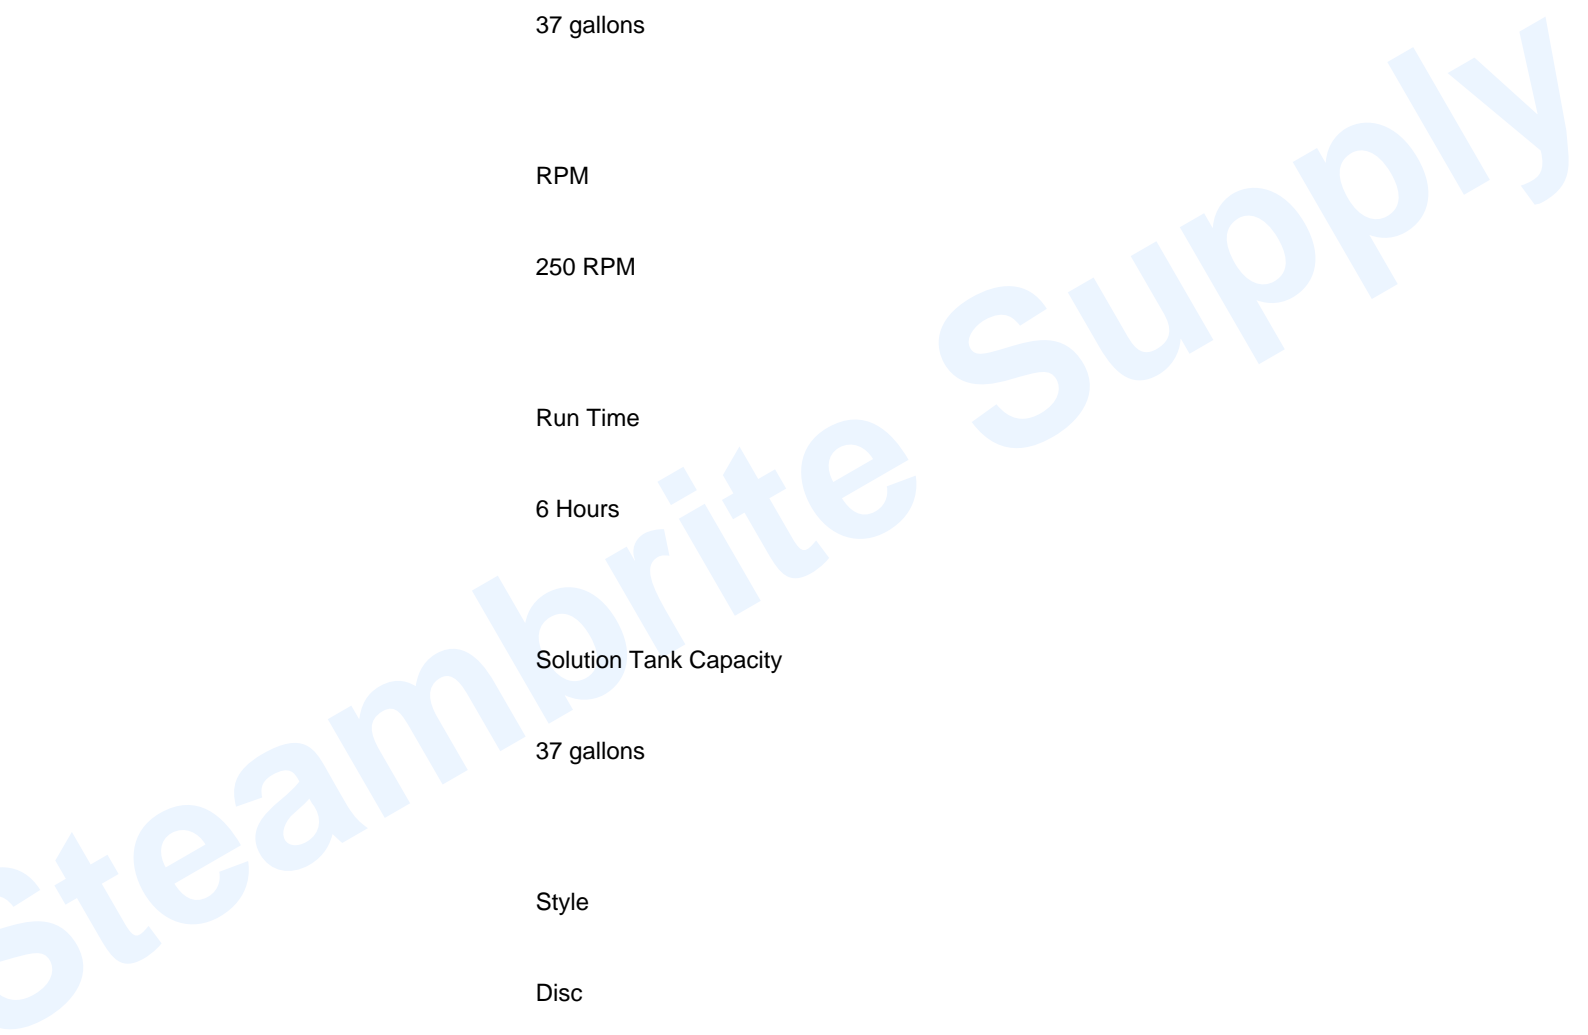 37 gallons
RPM
250 RPM
Run Time
6 Hours
Solution Tank Capacity
37 gallons
Style
Disc
Steambrite Supply